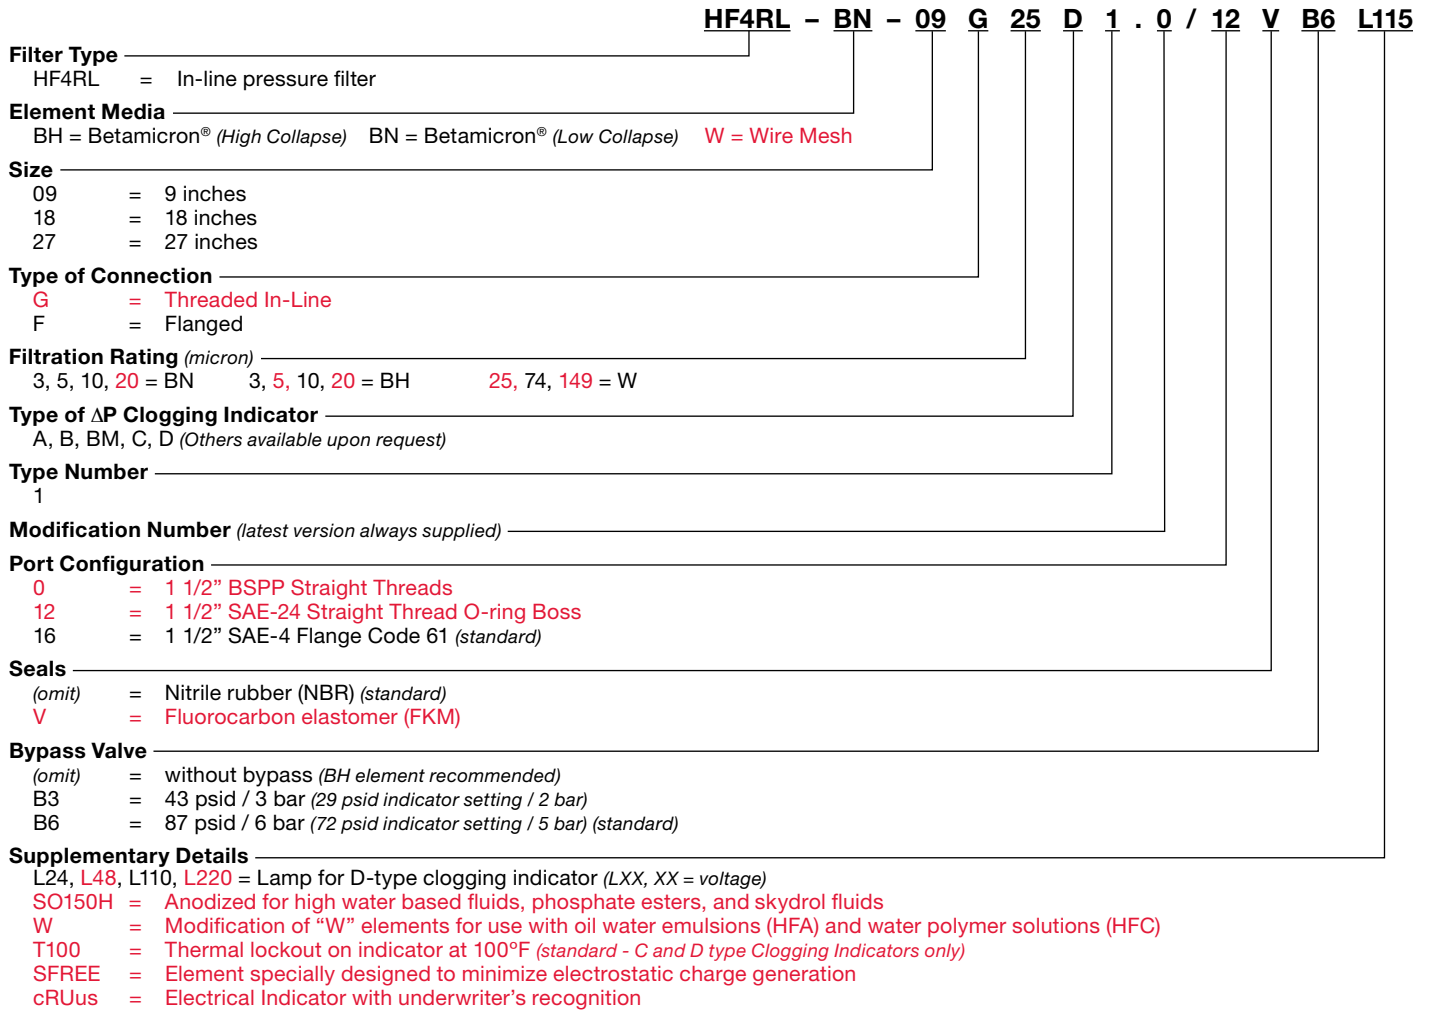 HF4RL – BN – 09 G 25 D 1 . 0 / 12 V B6 L115
Filter Type
HF4RL = In-line pressure filter
Element Media
BH = Betamicron® (High Collapse) BN = Betamicron® (Low Collapse) W = Wire Mesh
Size
09 = 9 inches
18 = 18 inches
27 = 27 inches
Type of Connection
G = Threaded In-Line
F = Flanged
Filtration Rating (micron)
3, 5, 10, 20 = BN 3, 5, 10, 20 = BH 25, 74, 149 = W
Type of ΔP Clogging Indicator
A, B, BM, C, D (Others available upon request)
Type Number
1
Modification Number (latest version always supplied)
Port Configuration
0 = 1 1/2” BSPP Straight Threads
12 = 1 1/2” SAE-24 Straight Thread O-ring Boss
16 = 1 1/2” SAE-4 Flange Code 61 (standard)
Seals
(omit) = Nitrile rubber (NBR) (standard)
V = Fluorocarbon elastomer (FKM)
Bypass Valve
(omit) = without bypass (BH element recommended)
B3 = 43 psid / 3 bar (29 psid indicator setting / 2 bar)
B6 = 87 psid / 6 bar (72 psid indicator setting / 5 bar) (standard)
Supplementary Details
L24, L48, L110, L220 = Lamp for D-type clogging indicator (LXX, XX = voltage)
SO150H = Anodized for high water based fluids, phosphate esters, and skydrol fluids
W = Modification of “W” elements for use with oil water emulsions (HFA) and water polymer solutions (HFC)
T100 = Thermal lockout on indicator at 100°F (standard - C and D type Clogging Indicators only)
SFREE = Element specially designed to minimize electrostatic charge generation
cRUus = Electrical Indicator with underwriter’s recognition